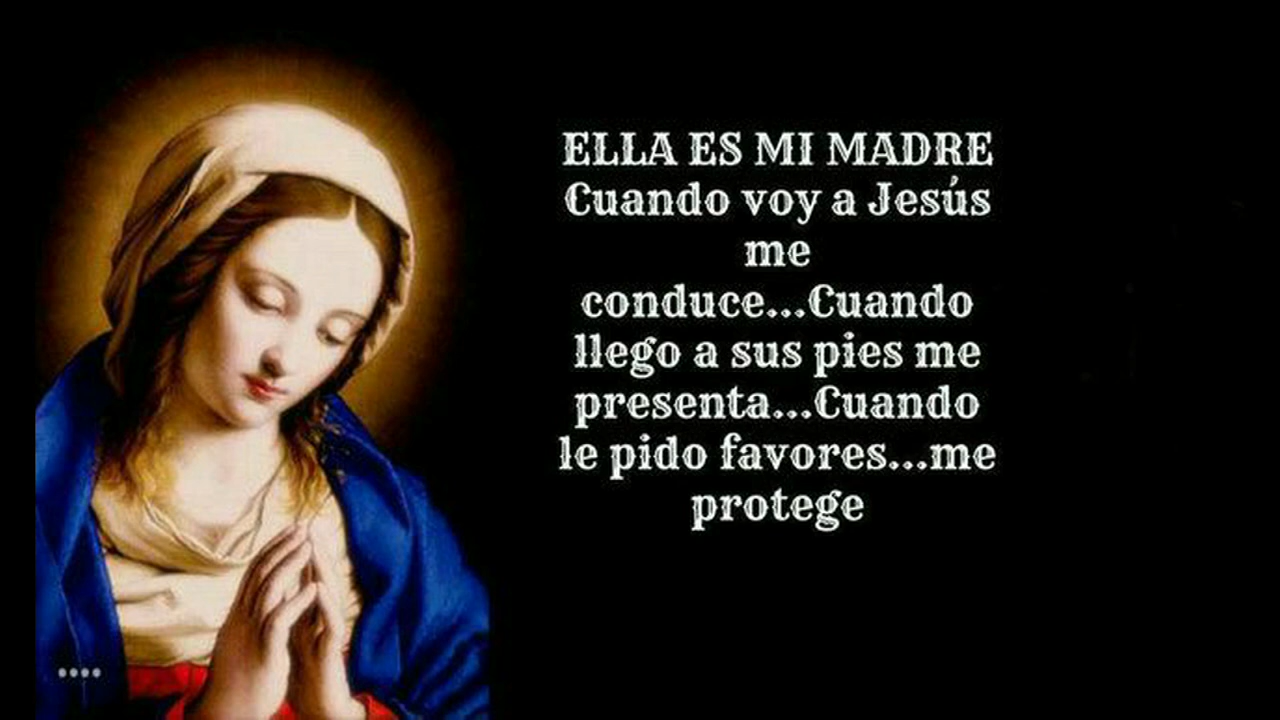 ELLA ES MI MADRE
Cuando voy a Jesús
me
conduce...Cuando
llego a sus pies me
presenta...Cuando
le pido favores...me
protege